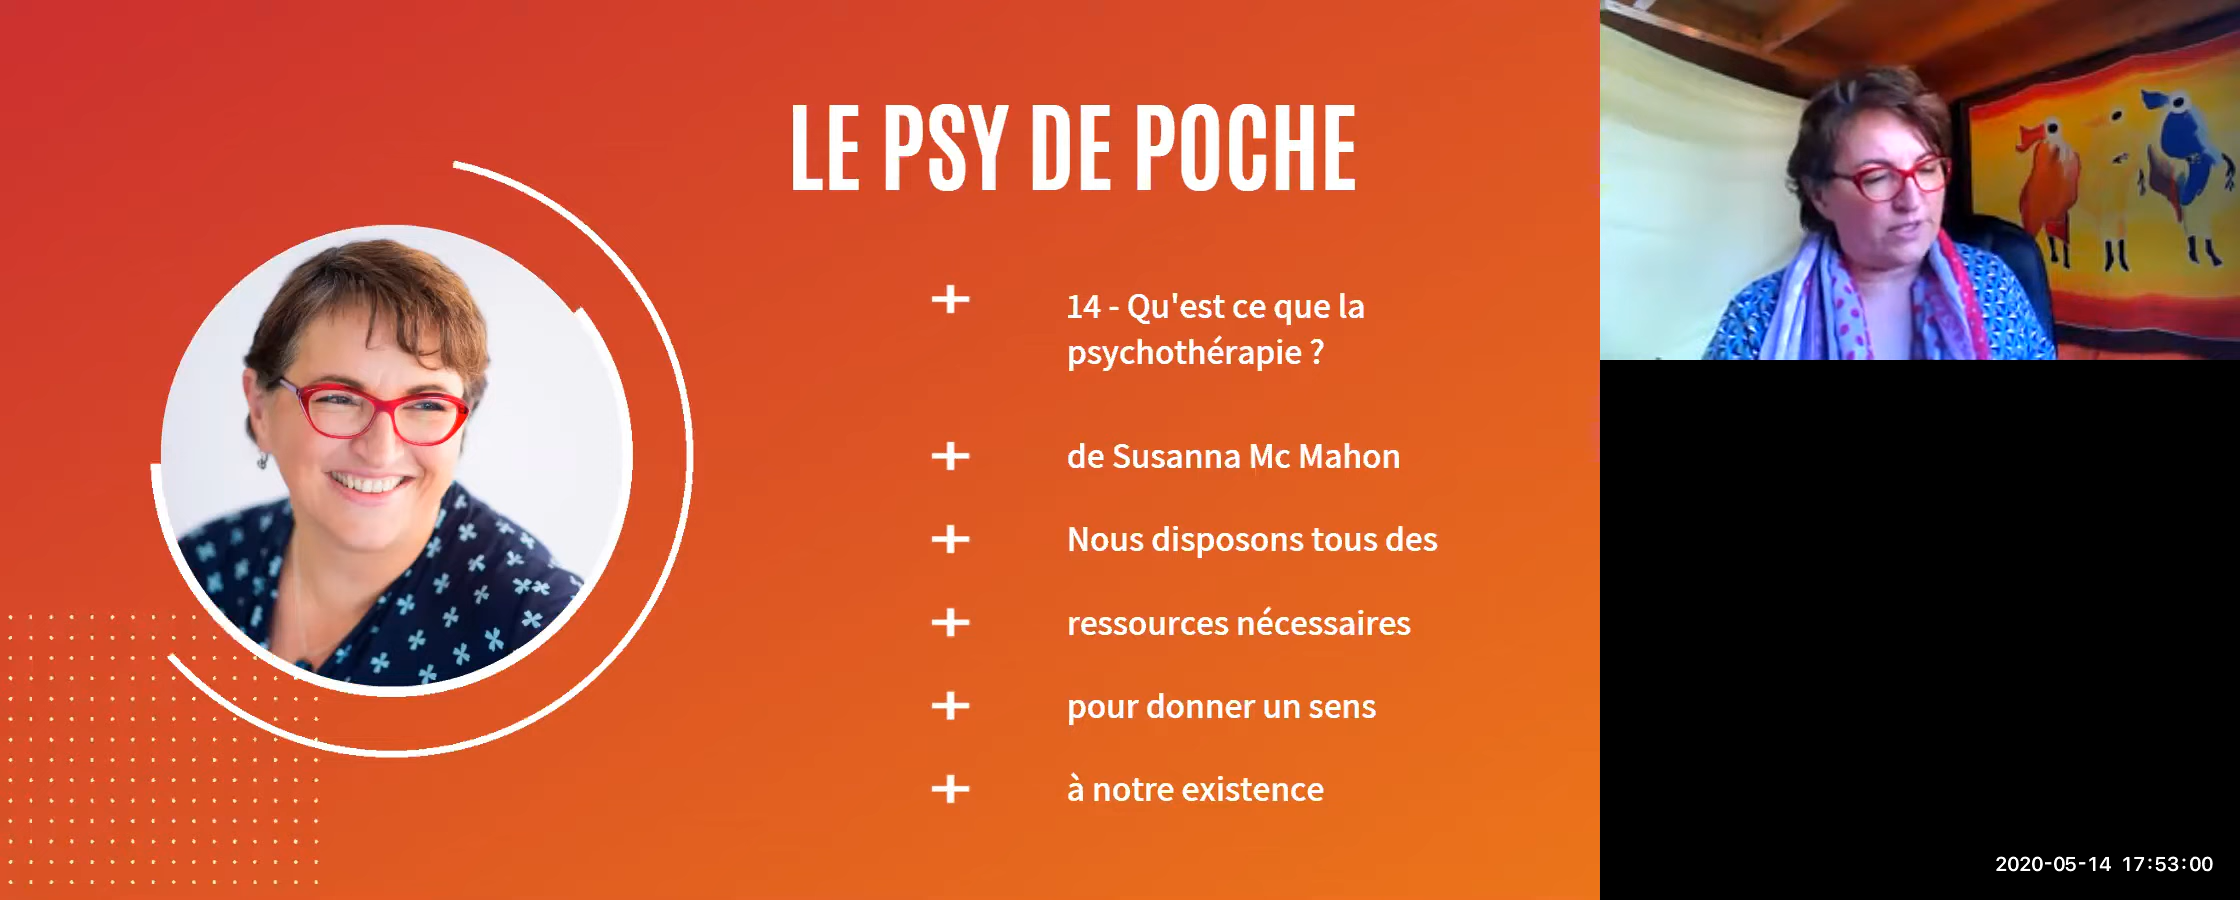 LE PSY DE POCHE
14 - Qu'est ce que la
psychothérapie ?
de Susanna Mc Mahon
Nous disposons tous des
ressources nécessaires
pour donner un sens
à notre existence
2020-05-14 17:53:00